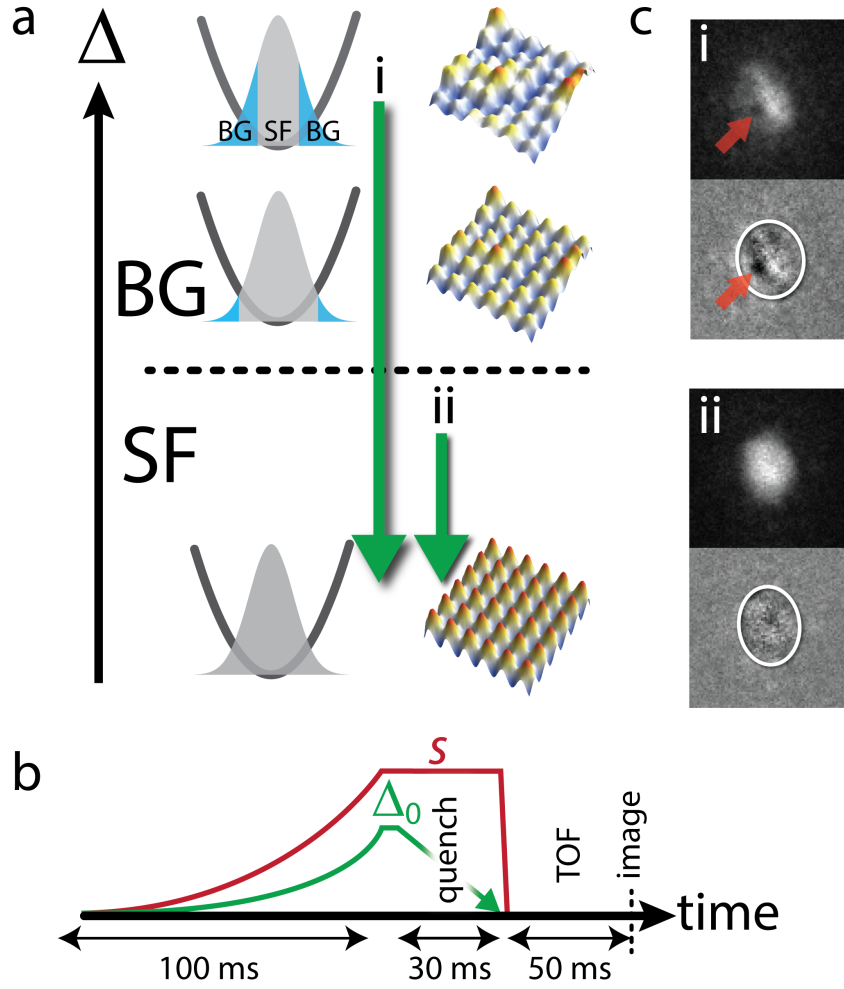 a
Δ
BG SF BG
i
BG
ii
SF
c
i
ii
b
S
Δ0
quench
TOF
image
time
100 ms
30 ms
50 ms